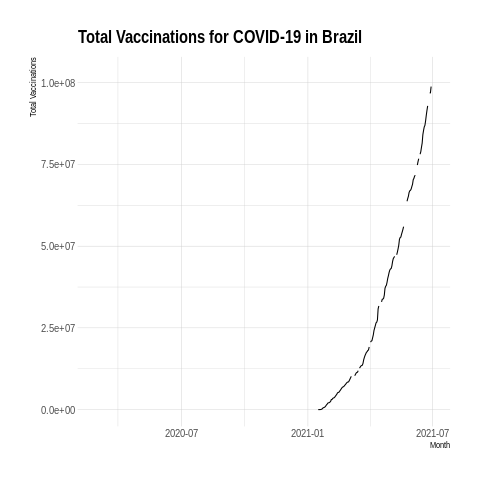 Total Vaccinations for COVID-19 in Brazil
Total Vaccinations
1.0e+08
7.5e+07
5.0e+07
2.5e+07
0.0e+00
2020-07
2021-01
2021-07
Month